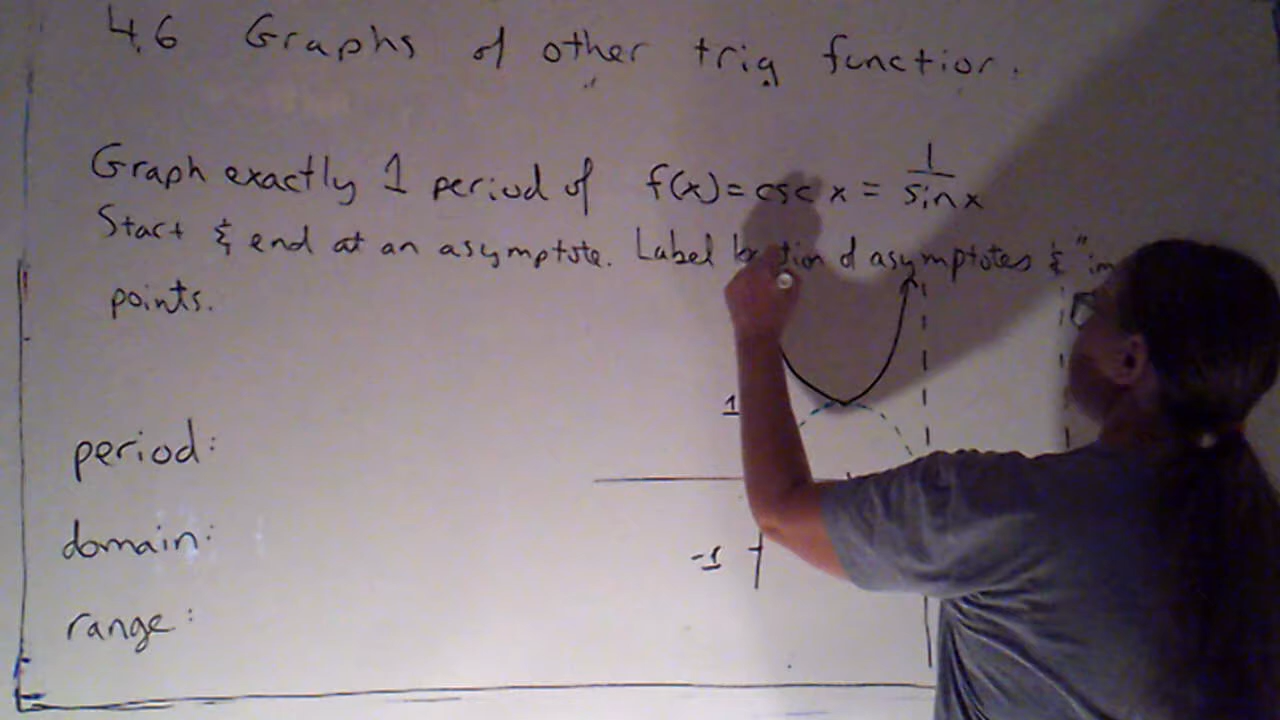 4.6 Graphs of other trig function.
Graph exactly 1 period of f(x) = csc x = 1/sin x
Start & end at an asymptote. Label asymptotes & "im
points.
1
period:
domain:
-1
range: